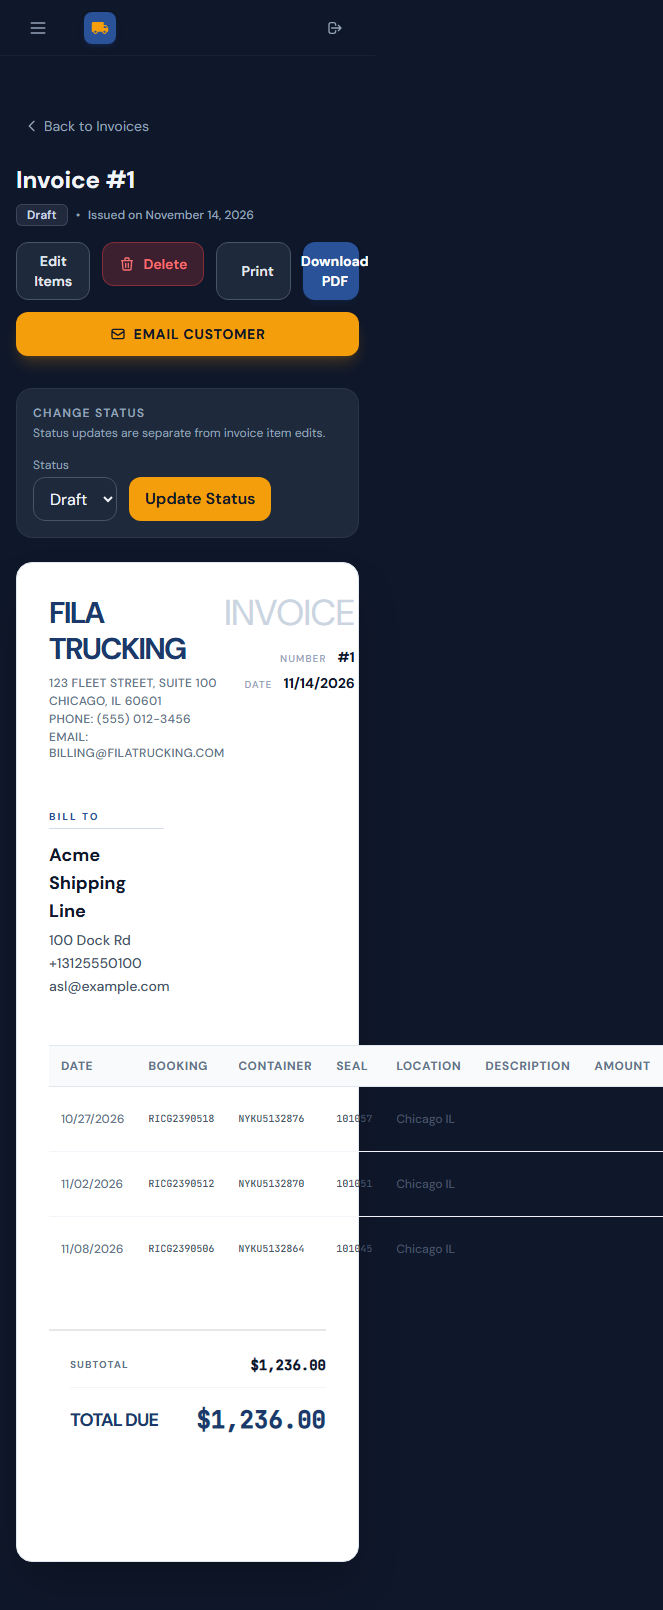 Back to Invoices
Invoice #1
Draft • Issued on November 14, 2026
Edit Items
Delete
Print
Download PDF
EMAIL CUSTOMER
CHANGE STATUS
Status updates are separate from invoice item edits.
Status
Draft
Update Status
FILA
TRUCKING
INVOICE
NUMBER #1
DATE 11/14/2026
123 FLEET STREET, SUITE 100
CHICAGO, IL 60601
PHONE: (555) 012-3456
EMAIL:
BILLING@FILATRUCKING.COM
BILL TO
Acme
Shipping
Line
100 Dock Rd
+13125550100
asl@example.com
DATE BOOKING CONTAINER SEAL LOCATION DESCRIPTION AMOUNT
10/27/2026 RICG2390518 NYKU5132876 101057 Chicago IL
11/02/2026 RICG2390512 NYKU5132870 101051 Chicago IL
11/08/2026 RICG2390506 NYKU5132864 101045 Chicago IL
SUBTOTAL $1,236.00
TOTAL DUE $1,236.00